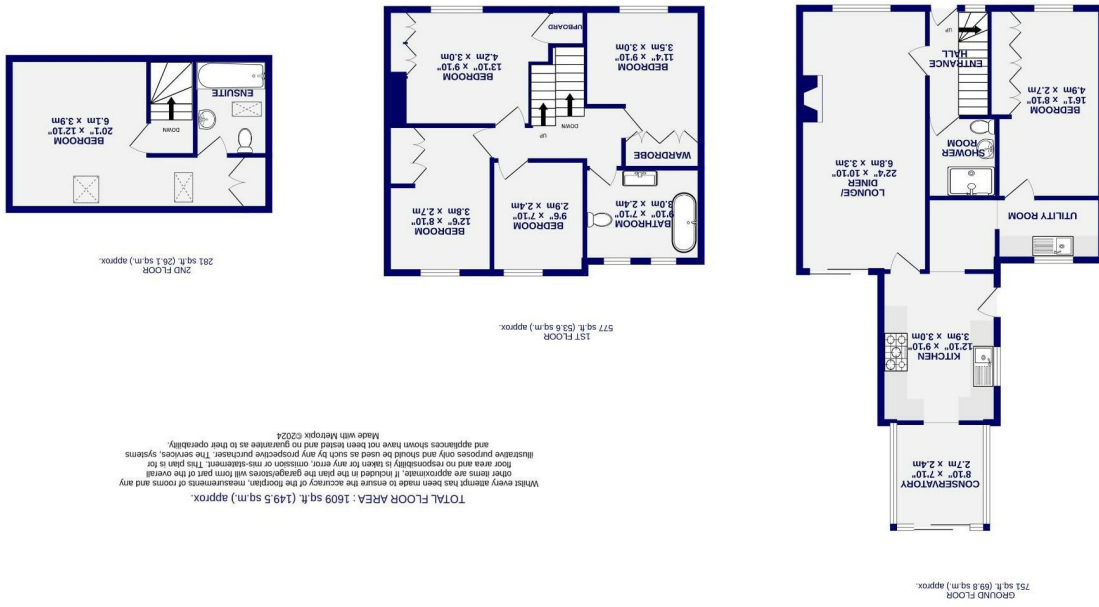 GROUND FLOOR
751 sq.ft. (69.8 sq.m.) approx.
CONSERVATORY
8'10" x 7'10"
2.7m x 2.4m
KITCHEN
12'10" x 9'10"
3.9m x 3.0m
UTILITY ROOM
LOUNGE/
DINER
22'4" x 10'10"
6.8m x 3.3m
SHOWER
ROOM
BEDROOM
16'1" x 8'10"
4.9m x 2.7m
ENTRANCE
HALL
UP
1ST FLOOR
577 sq.ft. (53.6 sq.m.) approx.
BATHROOM
9'10" x 7'10"
3.0m x 2.4m
BEDROOM
9'6" x 7'10"
2.9m x 2.4m
BEDROOM
12'6" x 8'10"
3.8m x 2.7m
WARDROBE
DOWN
UP
BEDROOM
11'4" x 9'10"
3.5m x 3.0m
BEDROOM
13'10" x 9'10"
4.2m x 3.0m
UPBOARD
2ND FLOOR
281 sq.ft. (26.1 sq.m.) approx.
BEDROOM
20'1" x 12'10"
6.1m x 3.9m
DOWN
ENSUITE
TOTAL FLOOR AREA : 1609 sq.ft. (149.5 sq.m.) approx.
Whilst every attempt has been made to ensure the accuracy of the floorplan, measurements of rooms and any
other items are approximate, If included in the plan the garage/stores will form part of the overall
floor area and no responsibility is taken for any error, omission or mis-statement. This plan is for
illustrative purposes only and should be used as such by any prospective purchaser. The services, systems
and appliances shown have not been tested and no guarantee as to their operability.
Made with Metropix ©2024